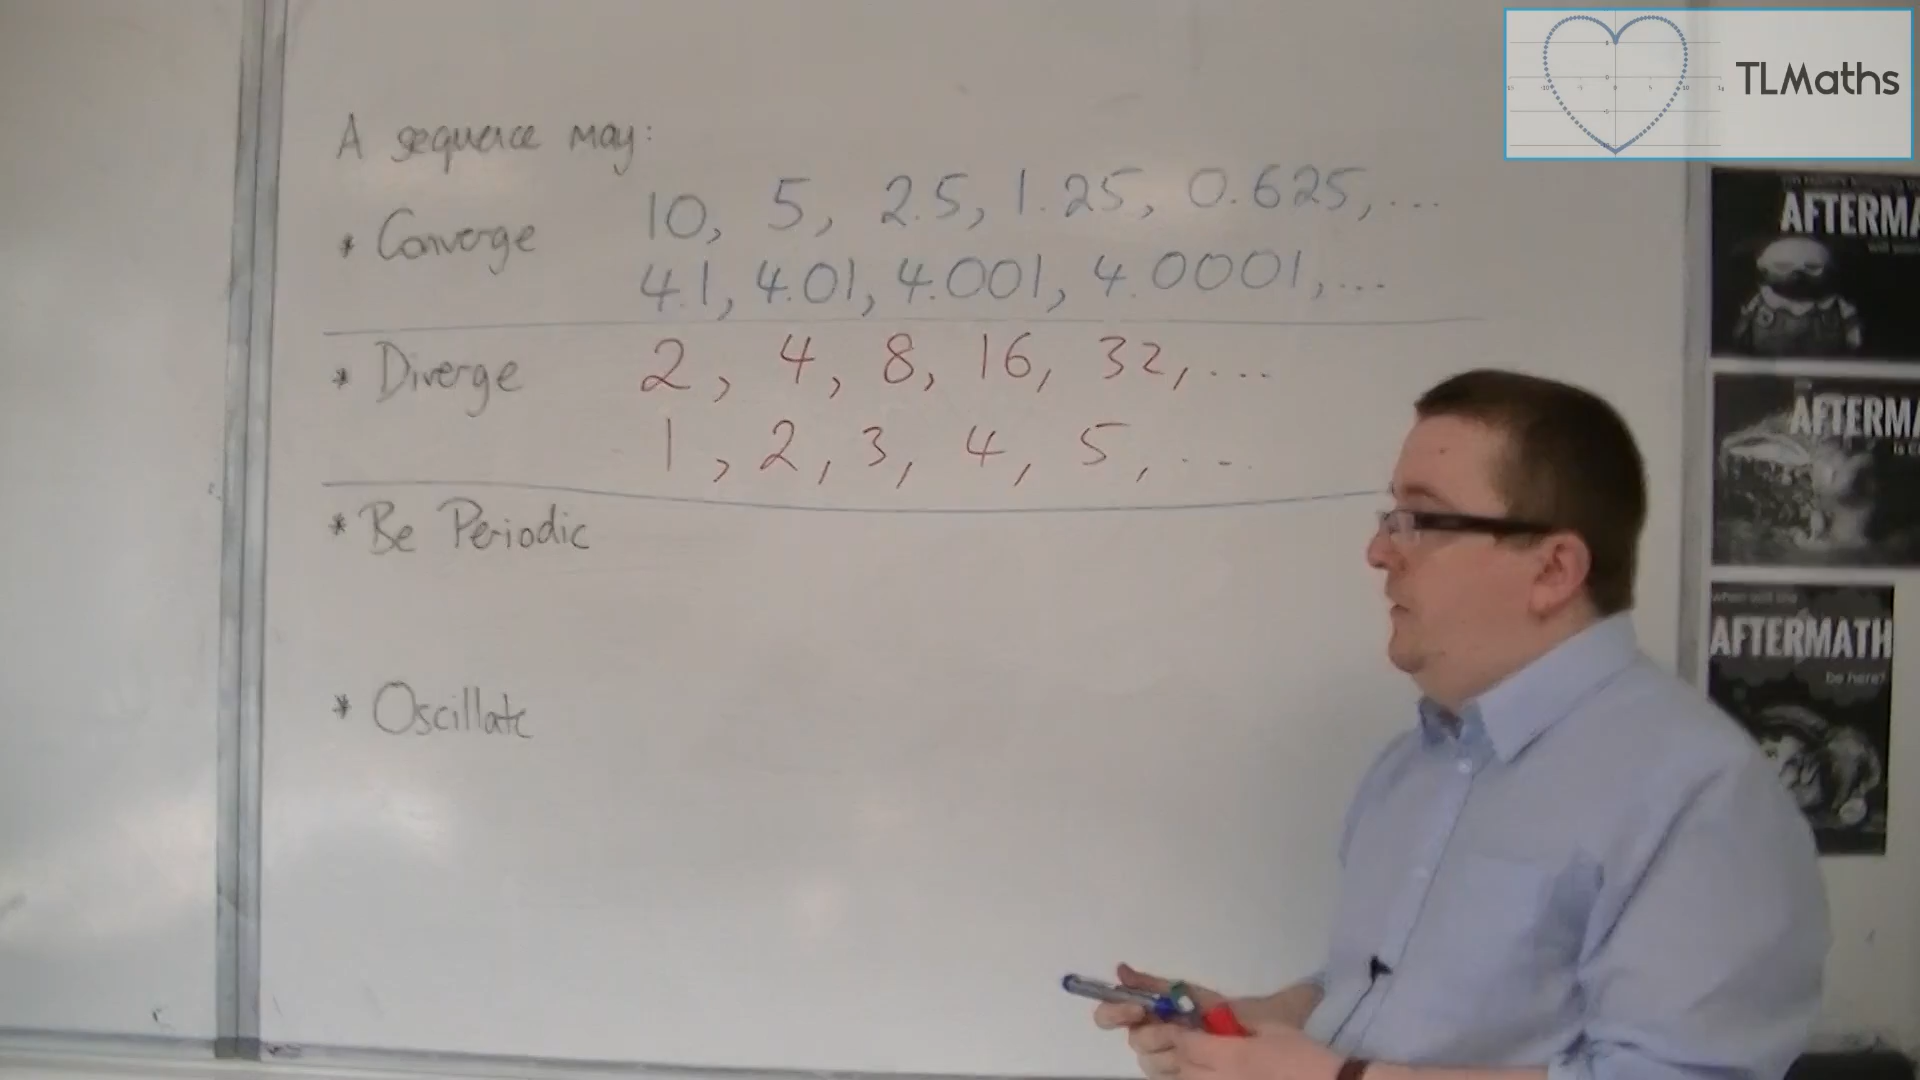 TLMaths
A sequence may:
* Converge 10, 5, 2.5, 1.25, 0.625, ...
4.1, 4.01, 4.001, 4.0001, ...
* Diverge 2, 4, 8, 16, 32, ...
1, 2, 3, 4, 5, ...
* Be Periodic
* Oscillate
AFTERMA
AFTERMA
AFTERMATH
be here?